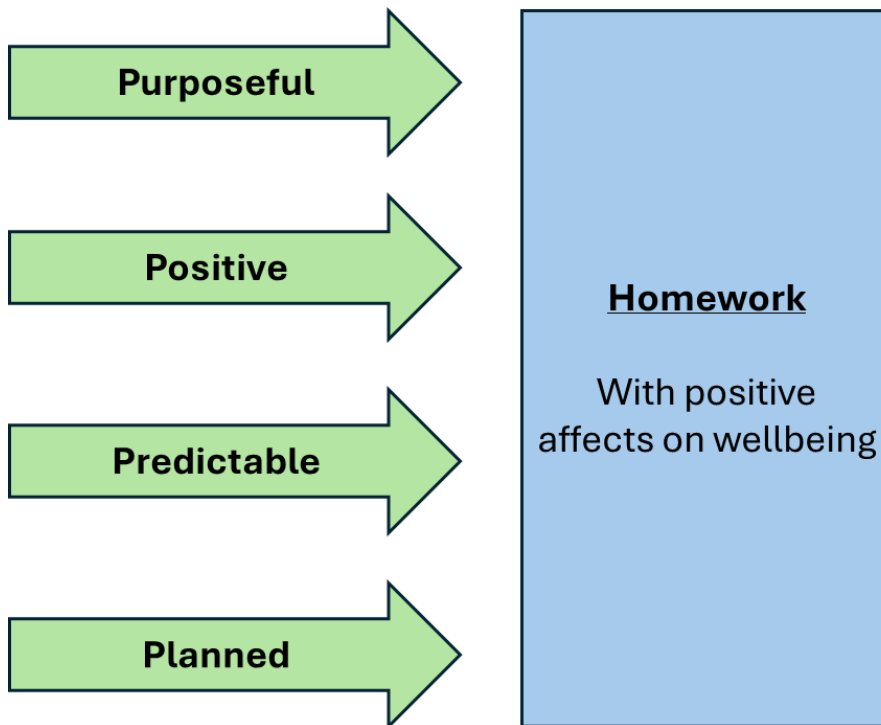 Purposeful
Positive
Predictable
Planned
Homework
With positive
affects on wellbeing